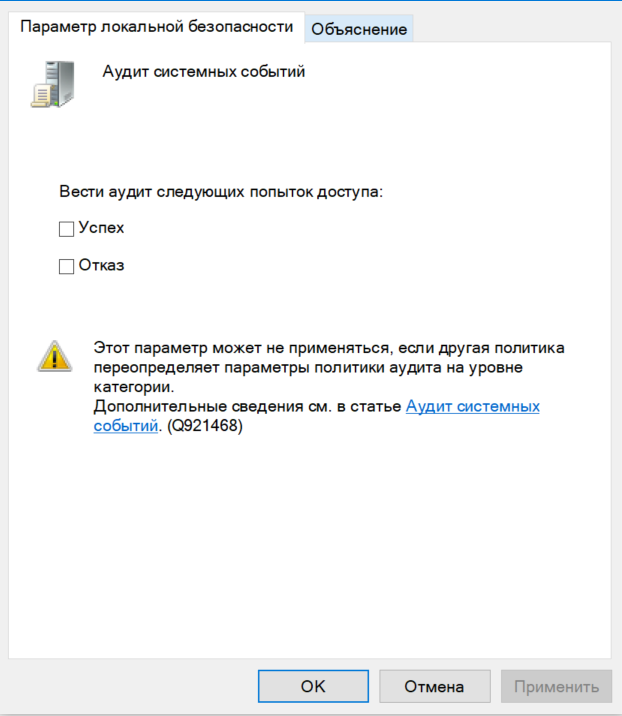 Параметр локальной безопасности
Объяснение
Аудит системных событий
Вести аудит следующих попыток доступа:
Успех
Отказ
Этот параметр может не применяться, если другая политика
переопределяет параметры политики аудита на уровне
категории.
Дополнительные сведения см. в статье Аудит системных
событий. (Q921468)
OK
Отмена
Применить